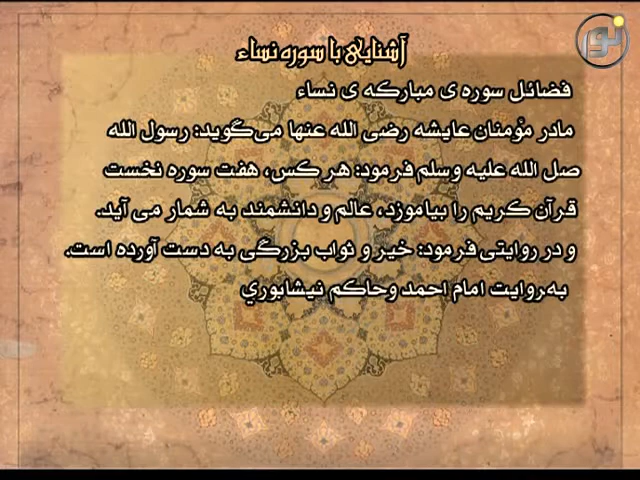 نور
آشنایی با سوره نساء
فضائل سوره ی مبارکه ی نساء
مادر مؤمنان عایشه رضی الله عنها می‌گوید: رسول الله
صل الله علیه وسلم فرمود: هر کس، هفت سوره نخست
قرآن کریم را بیاموزد، عالم و دانشمند به شمار می آید.
و در روایتی فرمود: خیر و ثواب بزرگی به دست آورده است.
به.روایت امام احمد وحاکم نیشابوري